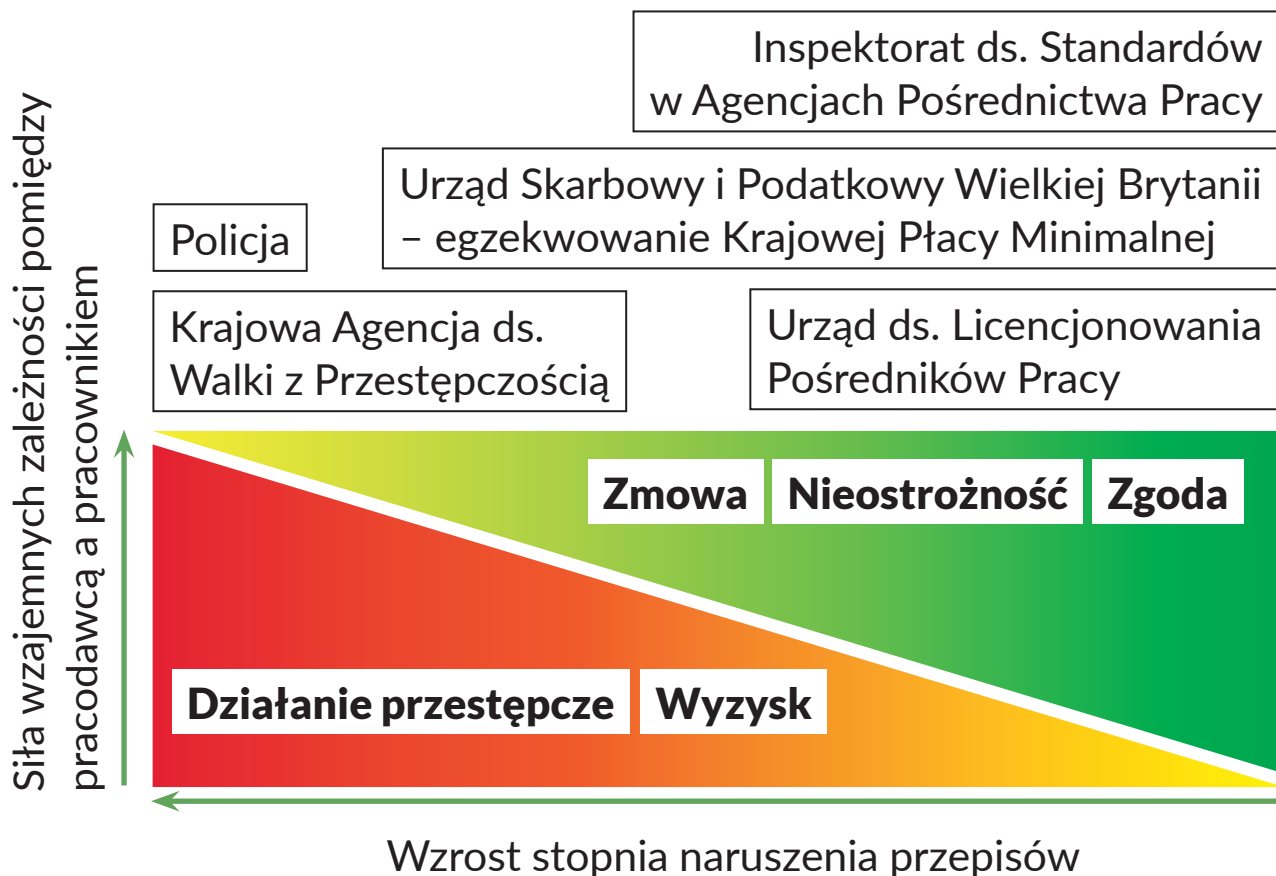 Inspektorat ds. Standardów
w Agencjach Pośrednictwa Pracy
Urząd Skarbowy i Podatkowy Wielkiej Brytanii
– egzekwowanie Krajowej Płacy Minimalnej
Policja
Krajowa Agencja ds.
Walki z Przestępczością
Urząd ds. Licencjonowania
Pośredników Pracy
Siła wzajemnych zależności pomiędzy
pracodawcą a pracownikiem
Zmowa
Nieostrożność
Zgoda
Działanie przestępcze
Wyzysk
Wzrost stopnia naruszenia przepisów